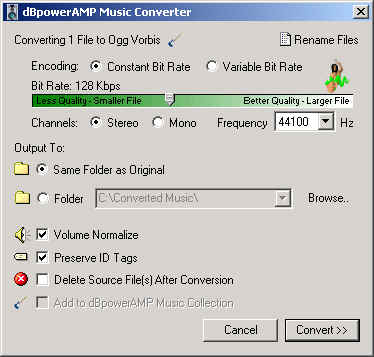 dBpowerAMP Music Converter
Converting 1 File to Ogg Vorbis Rename Files
Encoding: Constant Bit Rate Variable Bit Rate
Bit Rate: 128 Kbps
Less Quality - Smaller File Better Quality - Larger File
Channels: Stereo Mono Frequency 44100 Hz
Output To:
Same Folder as Original
Folder C:\Converted Music\ Browse..
Volume Normalize
Preserve ID Tags
Delete Source File(s) After Conversion
Add to dBpowerAMP Music Collection
Cancel Convert >>